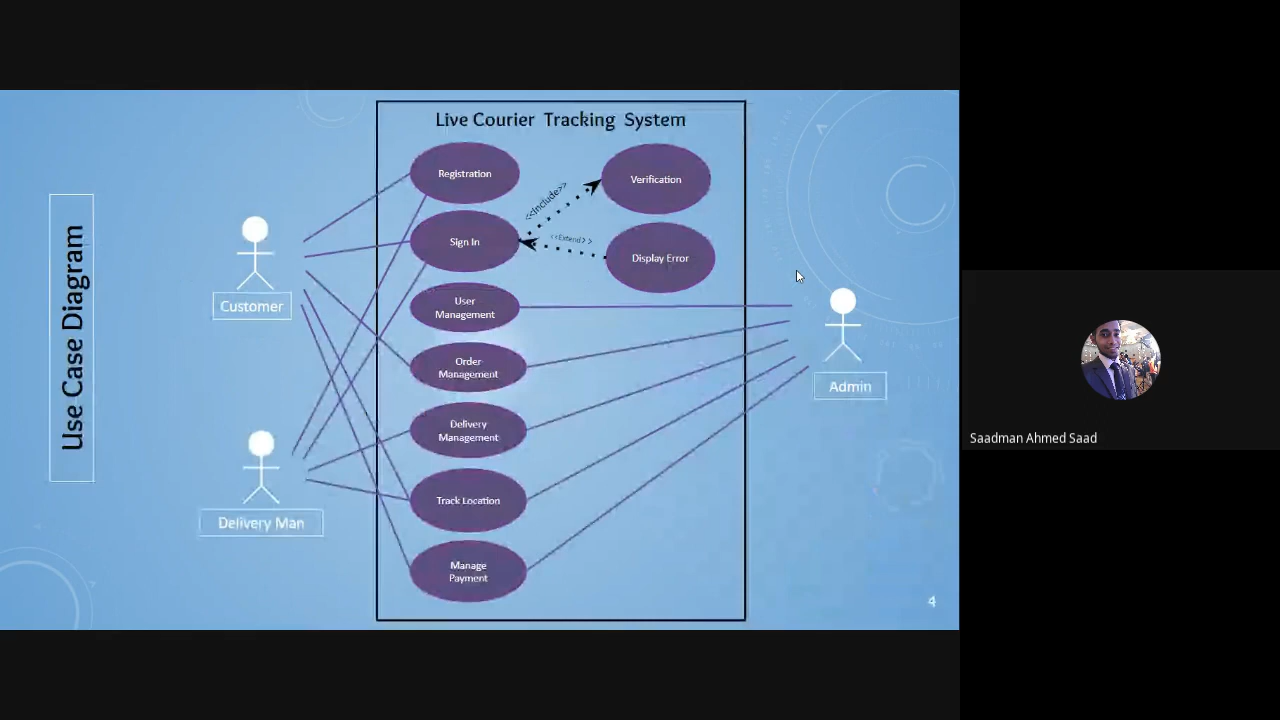 Use Case Diagram
Live Courier Tracking System
Registration
Verification
<<Include>>
Sign In
<<Extend>>
Display Error
User
Management
Order
Management
Delivery
Management
Track Location
Manage
Payment
Customer
Delivery Man
Admin
4
Saadman Ahmed Saad